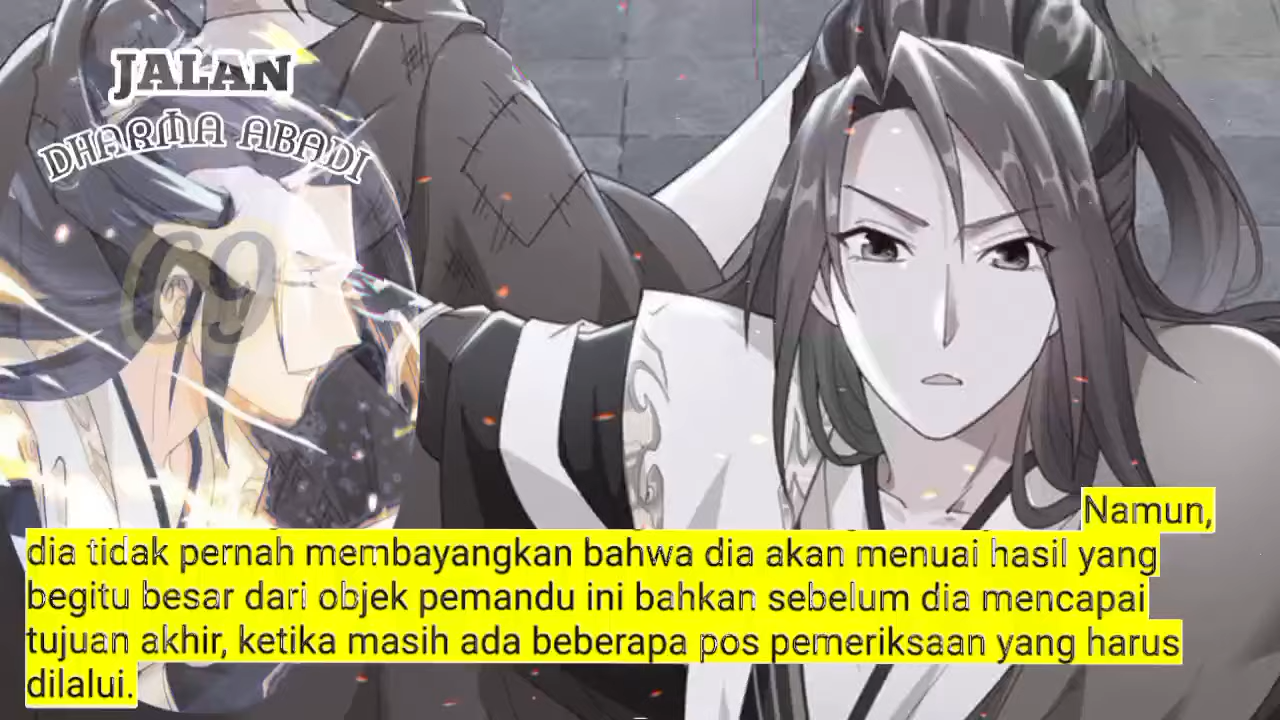 JALAN
DHARMA ABADI
69
Namun,
dia tidak pernah membayangkan bahwa dia akan menuai hasil yang
begitu besar dari objek pemandu ini bahkan sebelum dia mencapai
tujuan akhir, ketika masih ada beberapa pos pemeriksaan yang harus
dilalui.